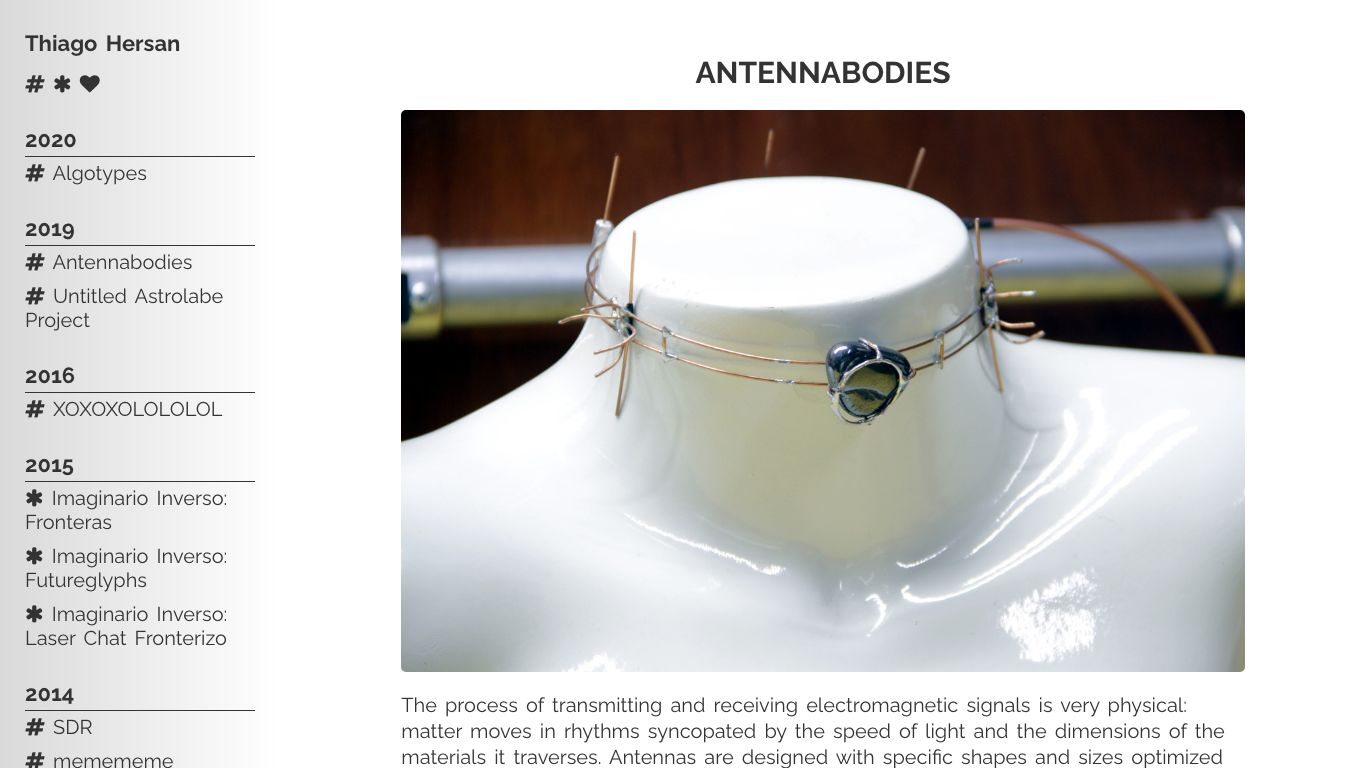 Thiago Hersan
# ✱ ♥
2020
# Algotypes
2019
# Antennabodies
# Untitled Astrolabe
Project
2016
# XOXOXOLOLOLOL
2015
✱ Imaginario Inverso:
Fronteras
✱ Imaginario Inverso:
Futureglyphs
✱ Imaginario Inverso:
Laser Chat Fronterizo
2014
# SDR
# memememe
ANTENNABODIES
The process of transmitting and receiving electromagnetic signals is very physical:
matter moves in rhythms syncopated by the speed of light and the dimensions of the
materials it traverses. Antennas are designed with specific shapes and sizes optimized